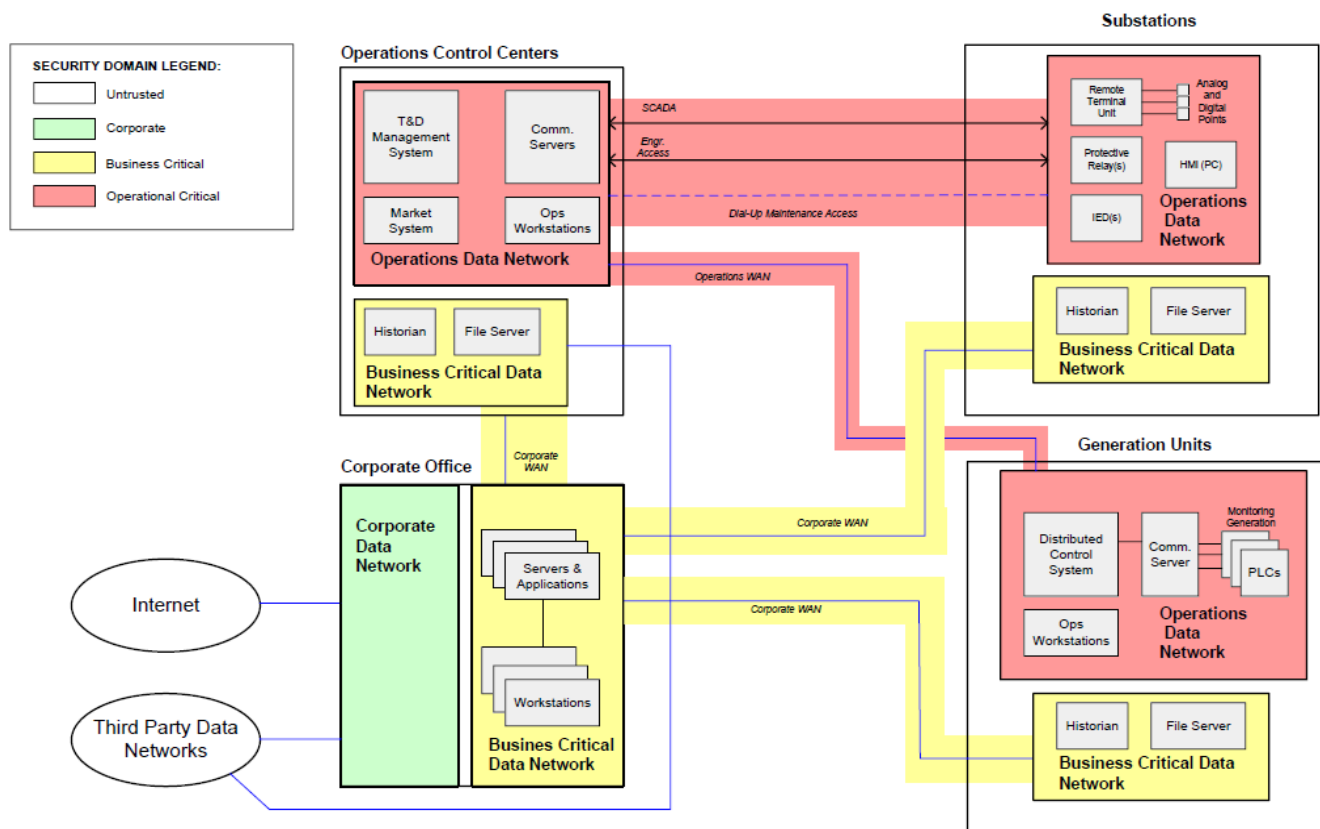 SECURITY DOMAIN LEGEND:
Untrusted
Corporate
Business Critical
Operational Critical
Operations Control Centers
T&D
Management
System
Comm.
Servers
Market
System
Ops
Workstations
Operations Data Network
Historian
File Server
Business Critical Data
Network
SCADA
Engr.
Access
Dial-Up Maintenance Access
Operations WAN
Substations
Remote
Terminal
Unit
Analog
and
Digital
Points
Protective
Relay(s)
HMI (PC)
IED(s)
Operations
Data
Network
Historian
File Server
Business Critical Data
Network
Corporate
WAN
Corporate Office
Corporate
Data
Network
Servers &
Applications
Workstations
Busines Critical
Data Network
Corporate WAN
Corporate WAN
Internet
Third Party Data
Networks
Generation Units
Distributed
Control
System
Comm.
Server
Monitoring
Generation
PLCs
Ops
Workstations
Operations
Data
Network
Historian
File Server
Business Critical Data
Network